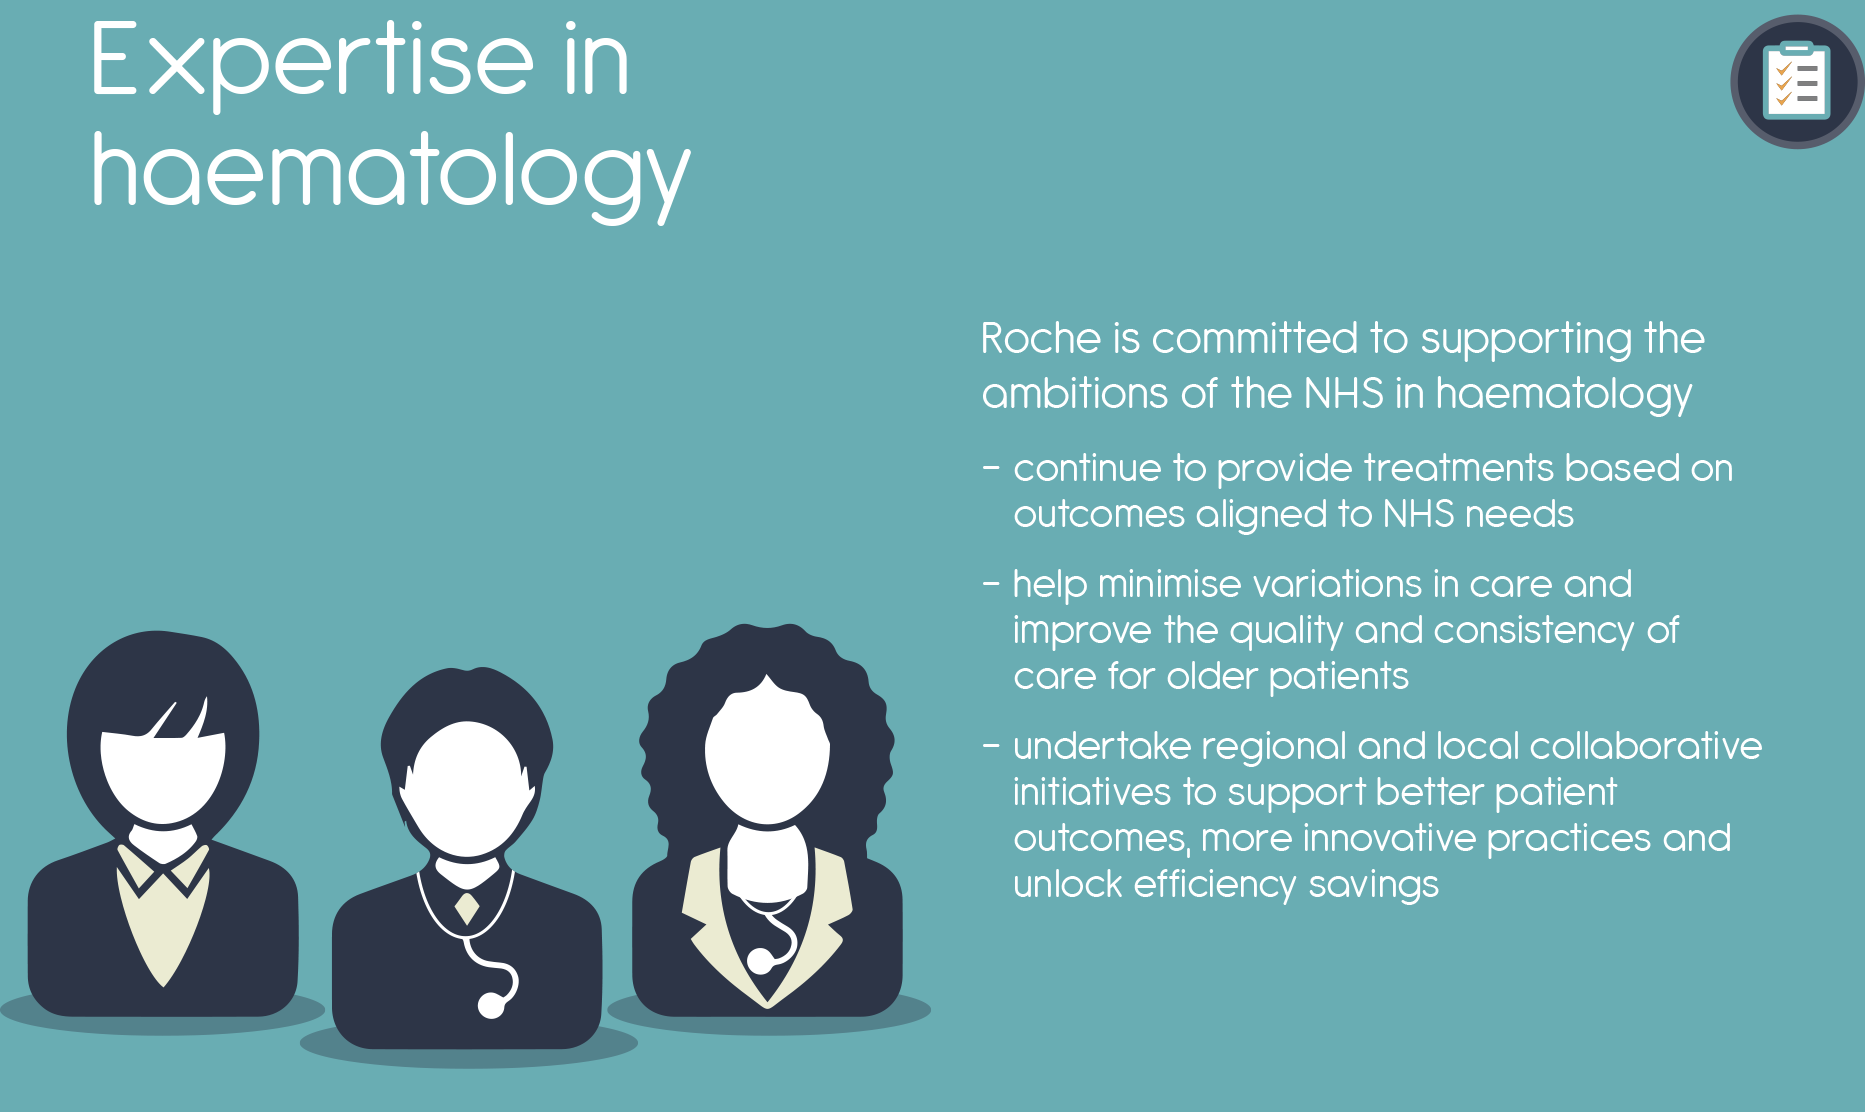 Expertise in
haematology
Roche is committed to supporting the
ambitions of the NHS in haematology
- continue to provide treatments based on
outcomes aligned to NHS needs
- help minimise variations in care and
improve the quality and consistency of
care for older patients
- undertake regional and local collaborative
initiatives to support better patient
outcomes, more innovative practices and
unlock efficiency savings